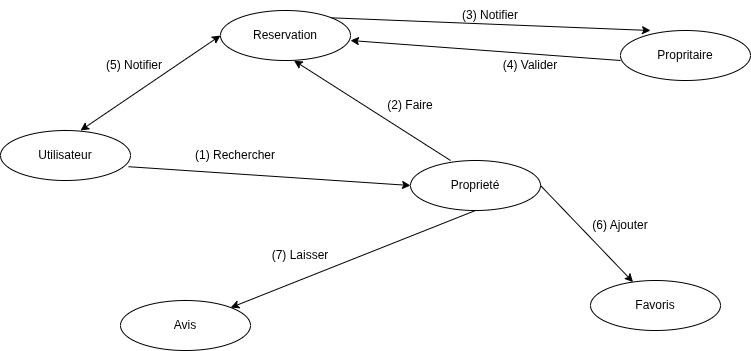 (3) Notifier
Reservation
Propritaire
(5) Notifier
(4) Valider
(2) Faire
Utilisateur
(1) Rechercher
Proprieté
(6) Ajouter
(7) Laisser
Favoris
Avis